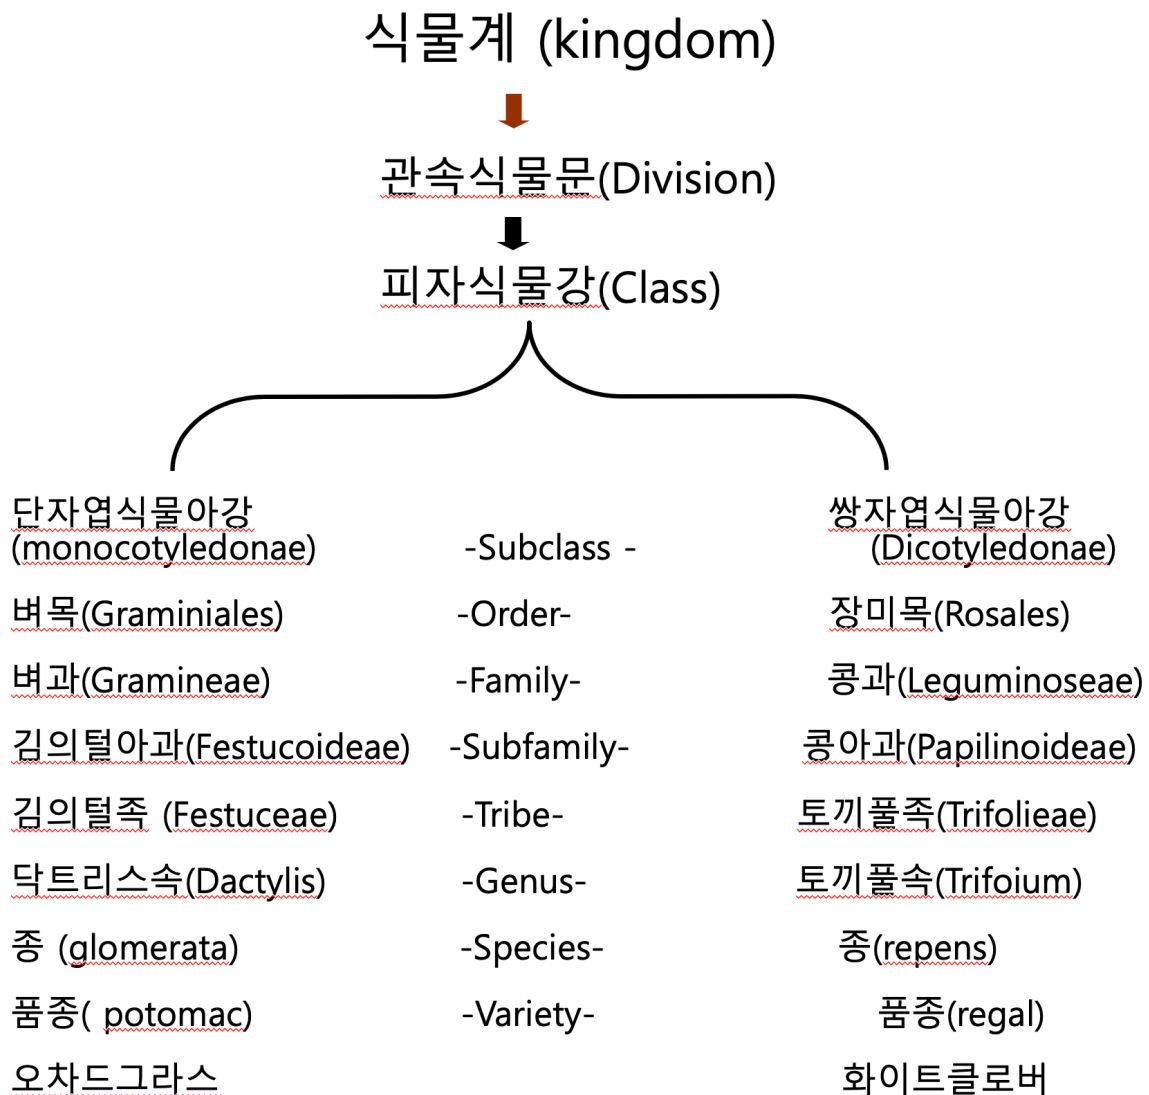 식물계 (kingdom)
관속식물문(Division)
피자식물강(Class)
단자엽식물아강 쌍자엽식물아강
(monocotyledonae) -Subclass - (Dicotyledonae)
벼목(Graminiales) -Order- 장미목(Rosales)
벼과(Gramineae) -Family- 콩과(Leguminoseae)
김의털아과(Festucoideae) -Subfamily- 콩아과(Papilinoideae)
김의털족 (Festuceae) -Tribe- 토끼풀족(Trifolieae)
닥트리스속(Dactylis) -Genus- 토끼풀속(Trifoium)
종 (glomerata) -Species- 종(repens)
품종( potomac) -Variety- 품종(regal)
오차드그라스 화이트클로버